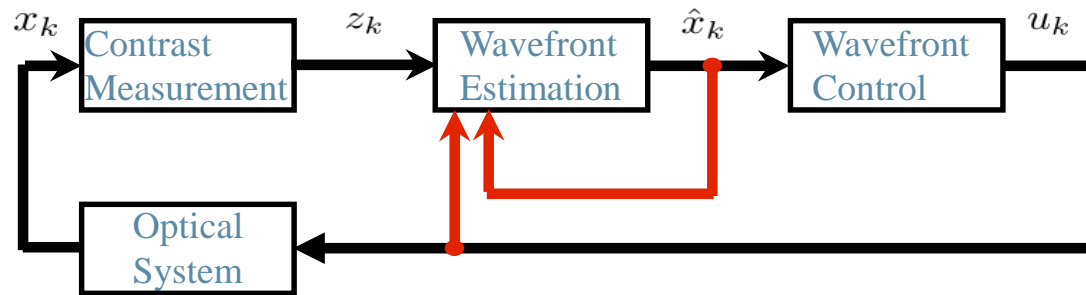 x_k
z_k
x̂_k
u_k
Contrast
Measurement
Wavefront
Estimation
Wavefront
Control
Optical
System